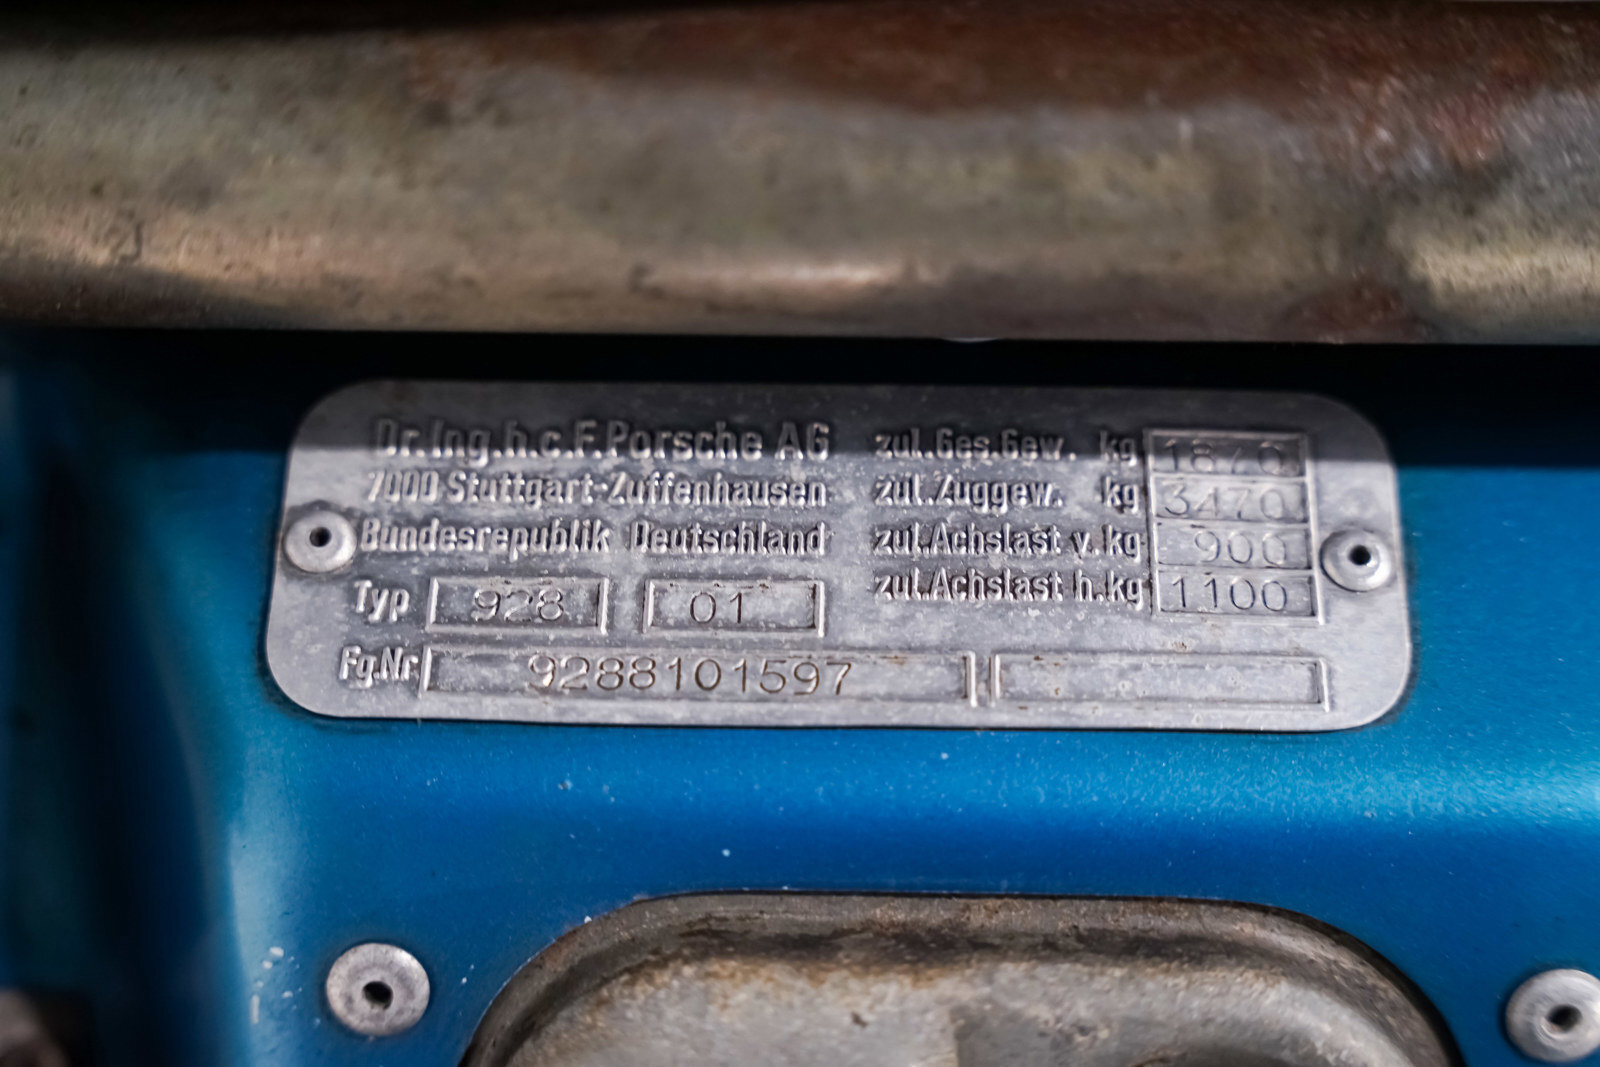 Dr.Ing.h.c.F.Porsche AG
7000 Stuttgart-Zuffenhausen
Bundesrepublik Deutschland
Typ 928 01
Fg.Nr 9288101597
zul.Ges.Gew. kg 1870
zul.Zuggew. kg 3470
zul.Achslast v.kg 900
zul.Achslast h.kg 1100